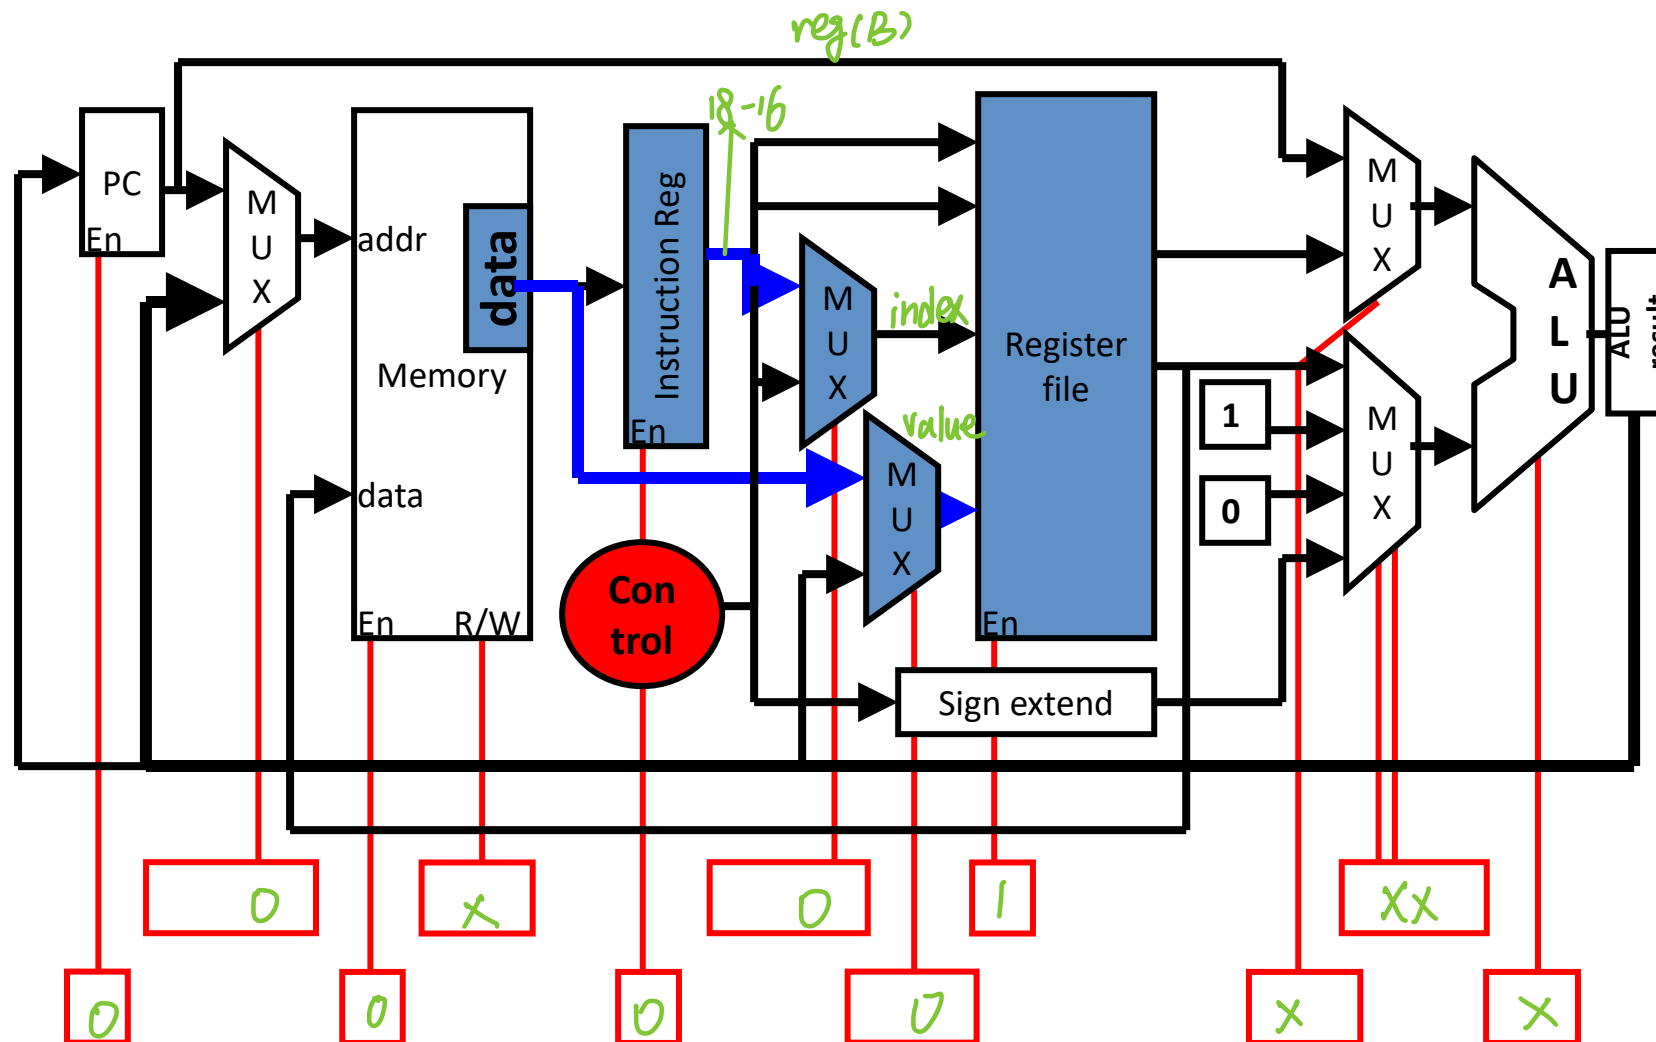 reg(B)
18-16
PC
En
M
U
X
addr
data
Memory
data
En
R/W
Instruction Reg
En
Con
trol
M
U
X
index
M
U
X
value
Register
file
En
Sign extend
1
0
M
U
X
M
U
X
A
L
U
ALU
result
0
x
0
1
xx
0
0
0
0
x
x